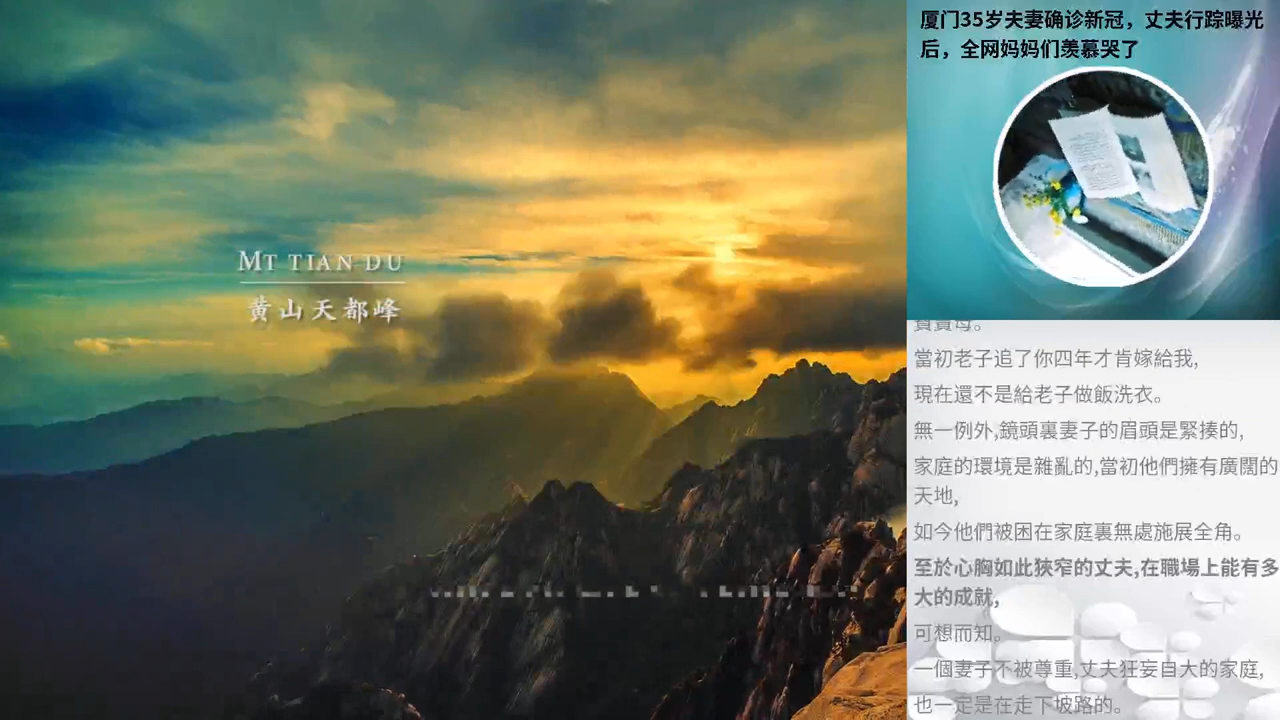 MT TIAN DU
黄山天都峰
厦门35岁夫妻确诊新冠，丈夫行踪曝光
后，全网妈妈们羡慕哭了
當初老子追了你四年才肯嫁給我,
現在還不是給老子做飯洗衣。
無一例外,鏡頭裏妻子的眉頭是緊揍的,
家庭的環境是雜亂的,當初他們擁有廣闊的
天地,
如今他們被困在家庭裏無處施展全角。
至於心胸如此狹窄的丈夫,在職場上能有多
大的成就,
可想而知。
一個妻子不被尊重,丈夫狂妄自大的家庭,
也一定是在走下坡路的。